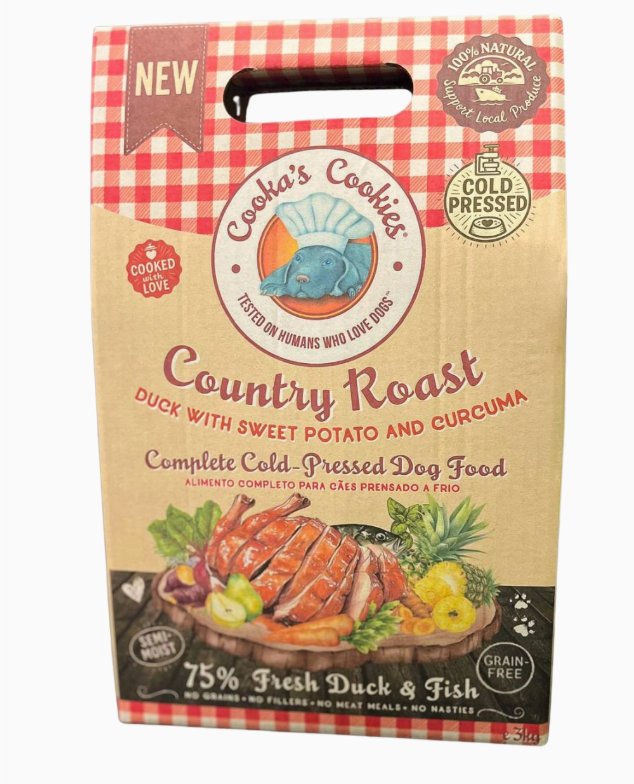 NEW
100% NATURAL
Support Local Produce
COLD
PRESSED
Cooka's Cookies®
TESTED ON HUMANS WHO LOVE DOGS™
COOKED
with
LOVE
Country Roast
DUCK WITH SWEET POTATO AND CURCUMA
Complete Cold-Pressed Dog Food
ALIMENTO COMPLETO PARA CÃES PRENSADO A FRIO
SEMI-
MOIST
GRAIN-
FREE
75% Fresh Duck & Fish
NO GRAINS • NO FILLERS • NO MEAT MEALS • NO NASTIES
e 3kg